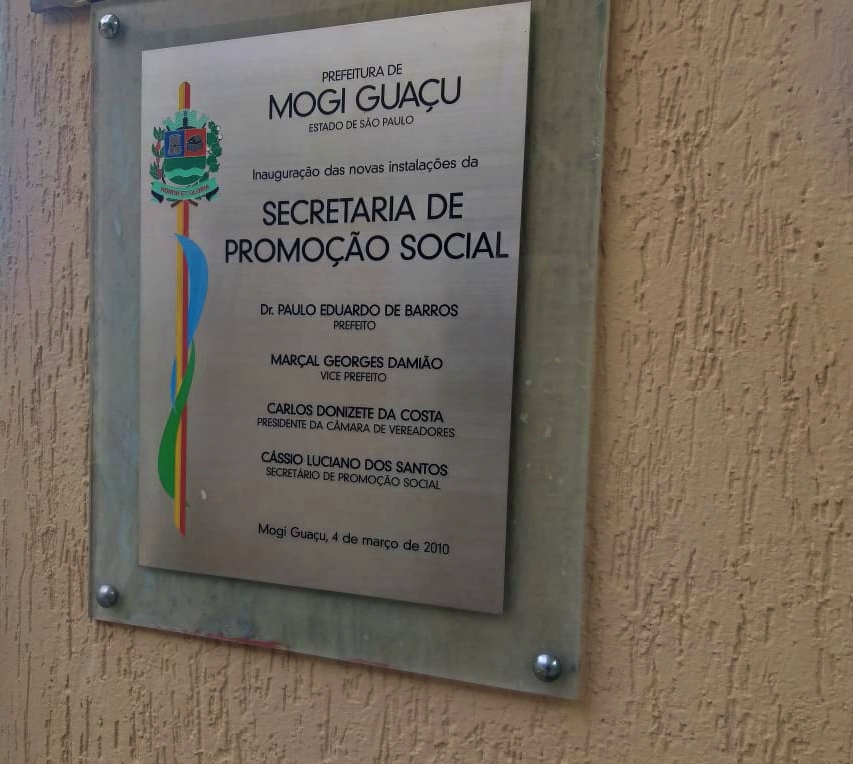 PREFEITURA DE
MOGI GUAÇU
ESTADO DE SÃO PAULO
Inauguração das novas instalações da
SECRETARIA DE
PROMOÇÃO SOCIAL
Dr. PAULO EDUARDO DE BARROS
PREFEITO
MARÇAL GEORGES DAMIÃO
VICE PREFEITO
CARLOS DONIZETE DA COSTA
PRESIDENTE DA CÂMARA DE VEREADORES
CÁSSIO LUCIANO DOS SANTOS
SECRETÁRIO DE PROMOÇÃO SOCIAL
Mogi Guaçu, 4 de março de 2010